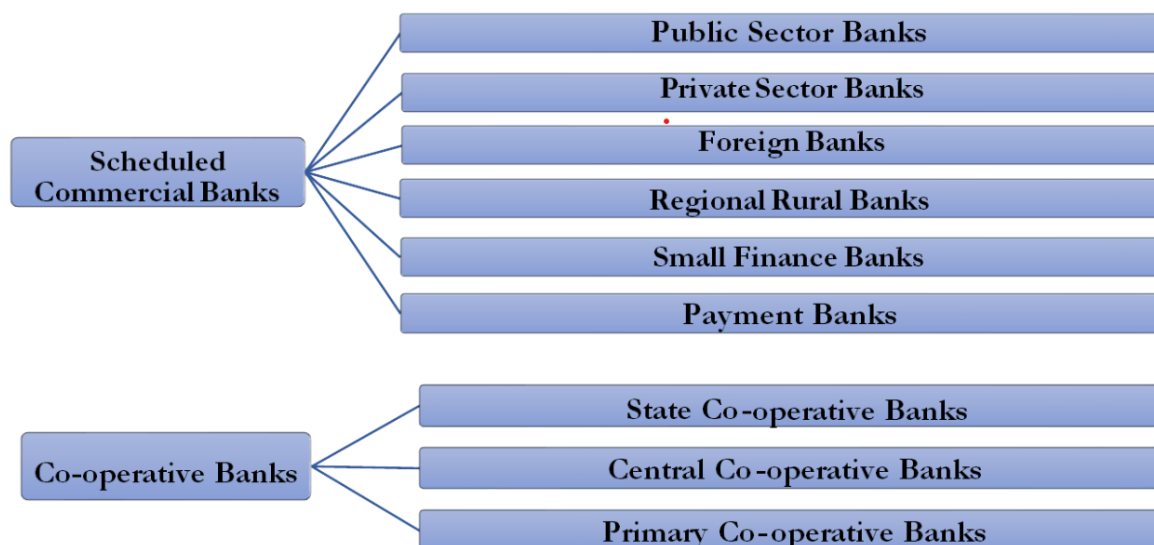 Public Sector Banks
Private Sector Banks
Foreign Banks
Scheduled
Commercial Banks
Regional Rural Banks
Small Finance Banks
Payment Banks
State Co-operative Banks
Co-operative Banks
Central Co-operative Banks
Primary Co-operative Banks